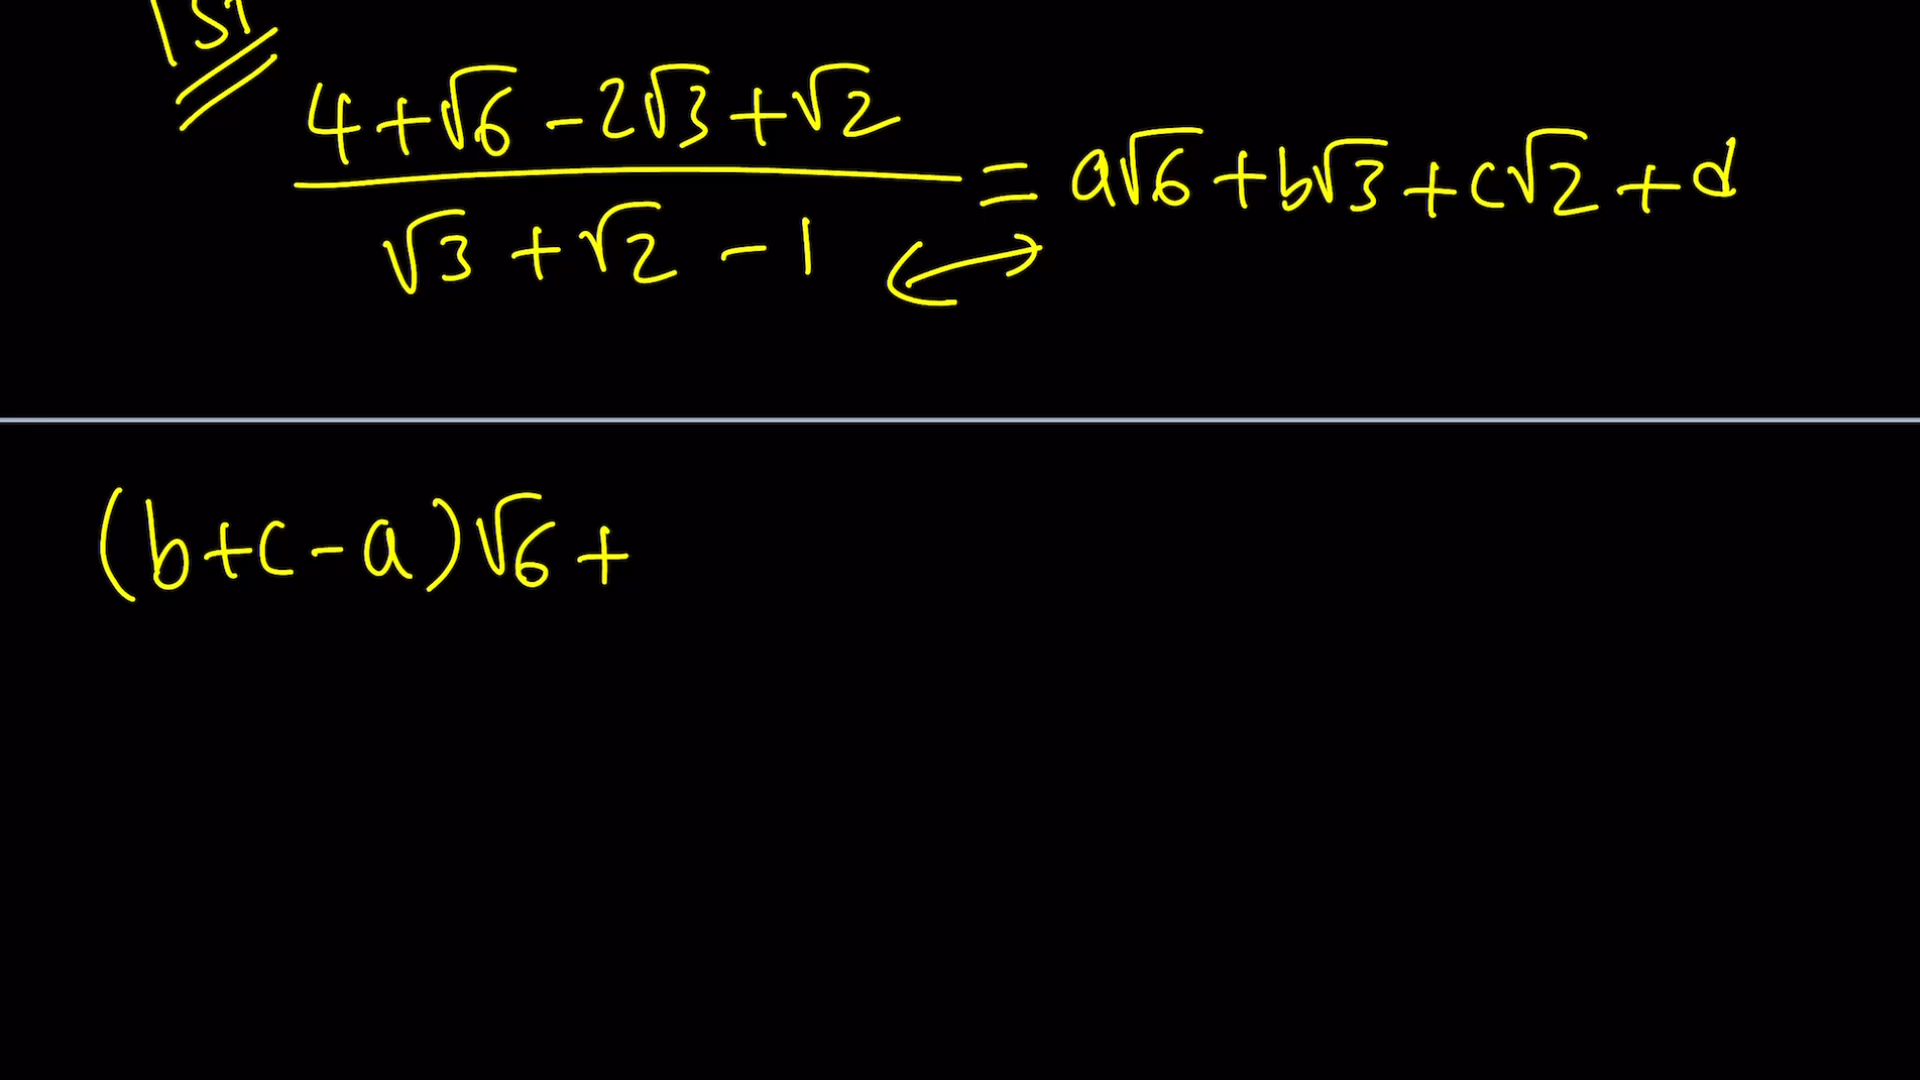 1st
4+√6-2√3+√2
/ √3+√2-1 = a√6+b√3+c√2+d
(b+c-a)√6+